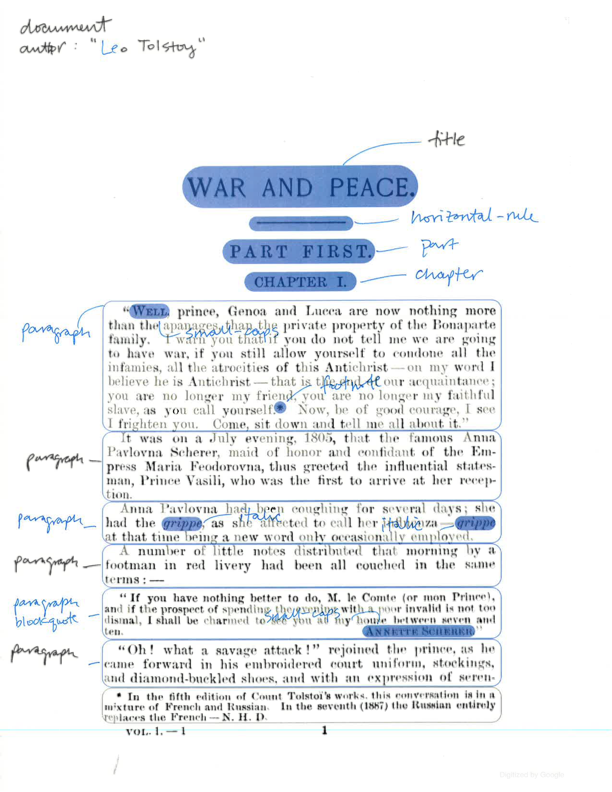 document
author: "Leo Tolstoy"
title
WAR AND PEACE.
horizontal-rule
PART FIRST.
part
CHAPTER I.
chapter
paragraph
"WELL, prince, Genoa and Lucca are now nothing more
than the apanages, than the private property of the Bonaparte
small-caps
family. I warn you that if you do not tell me we are going
to have war, if you still allow yourself to condone all the
infamies, all the atrocities of this Antichrist — on my word I
believe he is Antichrist — that is the end of our acquaintance;
footnote
you are no longer my friend, you are no longer my faithful
slave, as you call yourself.* Now, be of good courage, I see
I frighten you. Come, sit down and tell me all about it."
paragraph
It was on a July evening, 1805, that the famous Anna
Pavlovna Scherer, maid of honor and confidant of the Em-
press Maria Feodorovna, thus greeted the influential states-
man, Prince Vasili, who was the first to arrive at her recep-
tion.
paragraph
Anna Pavlovna had been coughing for several days; she
italic
had the grippe, as she affected to call her influenza — grippe
italic
at that time being a new word only occasionally employed.
paragraph
A number of little notes distributed that morning by a
footman in red livery had been all couched in the same
terms: —
paragraph
blockquote
"If you have nothing better to do, M. le Comte (or mon Prince),
and if the prospect of spending the evening with a poor invalid is not too
small-caps
dismal, I shall be charmed to see you at my house between seven and
ten.
ANNETTE SCHERER"
paragraph
"Oh! what a savage attack!" rejoined the prince, as he
came forward in his embroidered court uniform, stockings,
and diamond-buckled shoes, and with an expression of seren-
* In the fifth edition of Count Tolstoi's works, this conversation is in a
mixture of French and Russian. In the seventh (1887) the Russian entirely
replaces the French — N. H. D.
VOL. 1. — 1
1
Digitized by Google